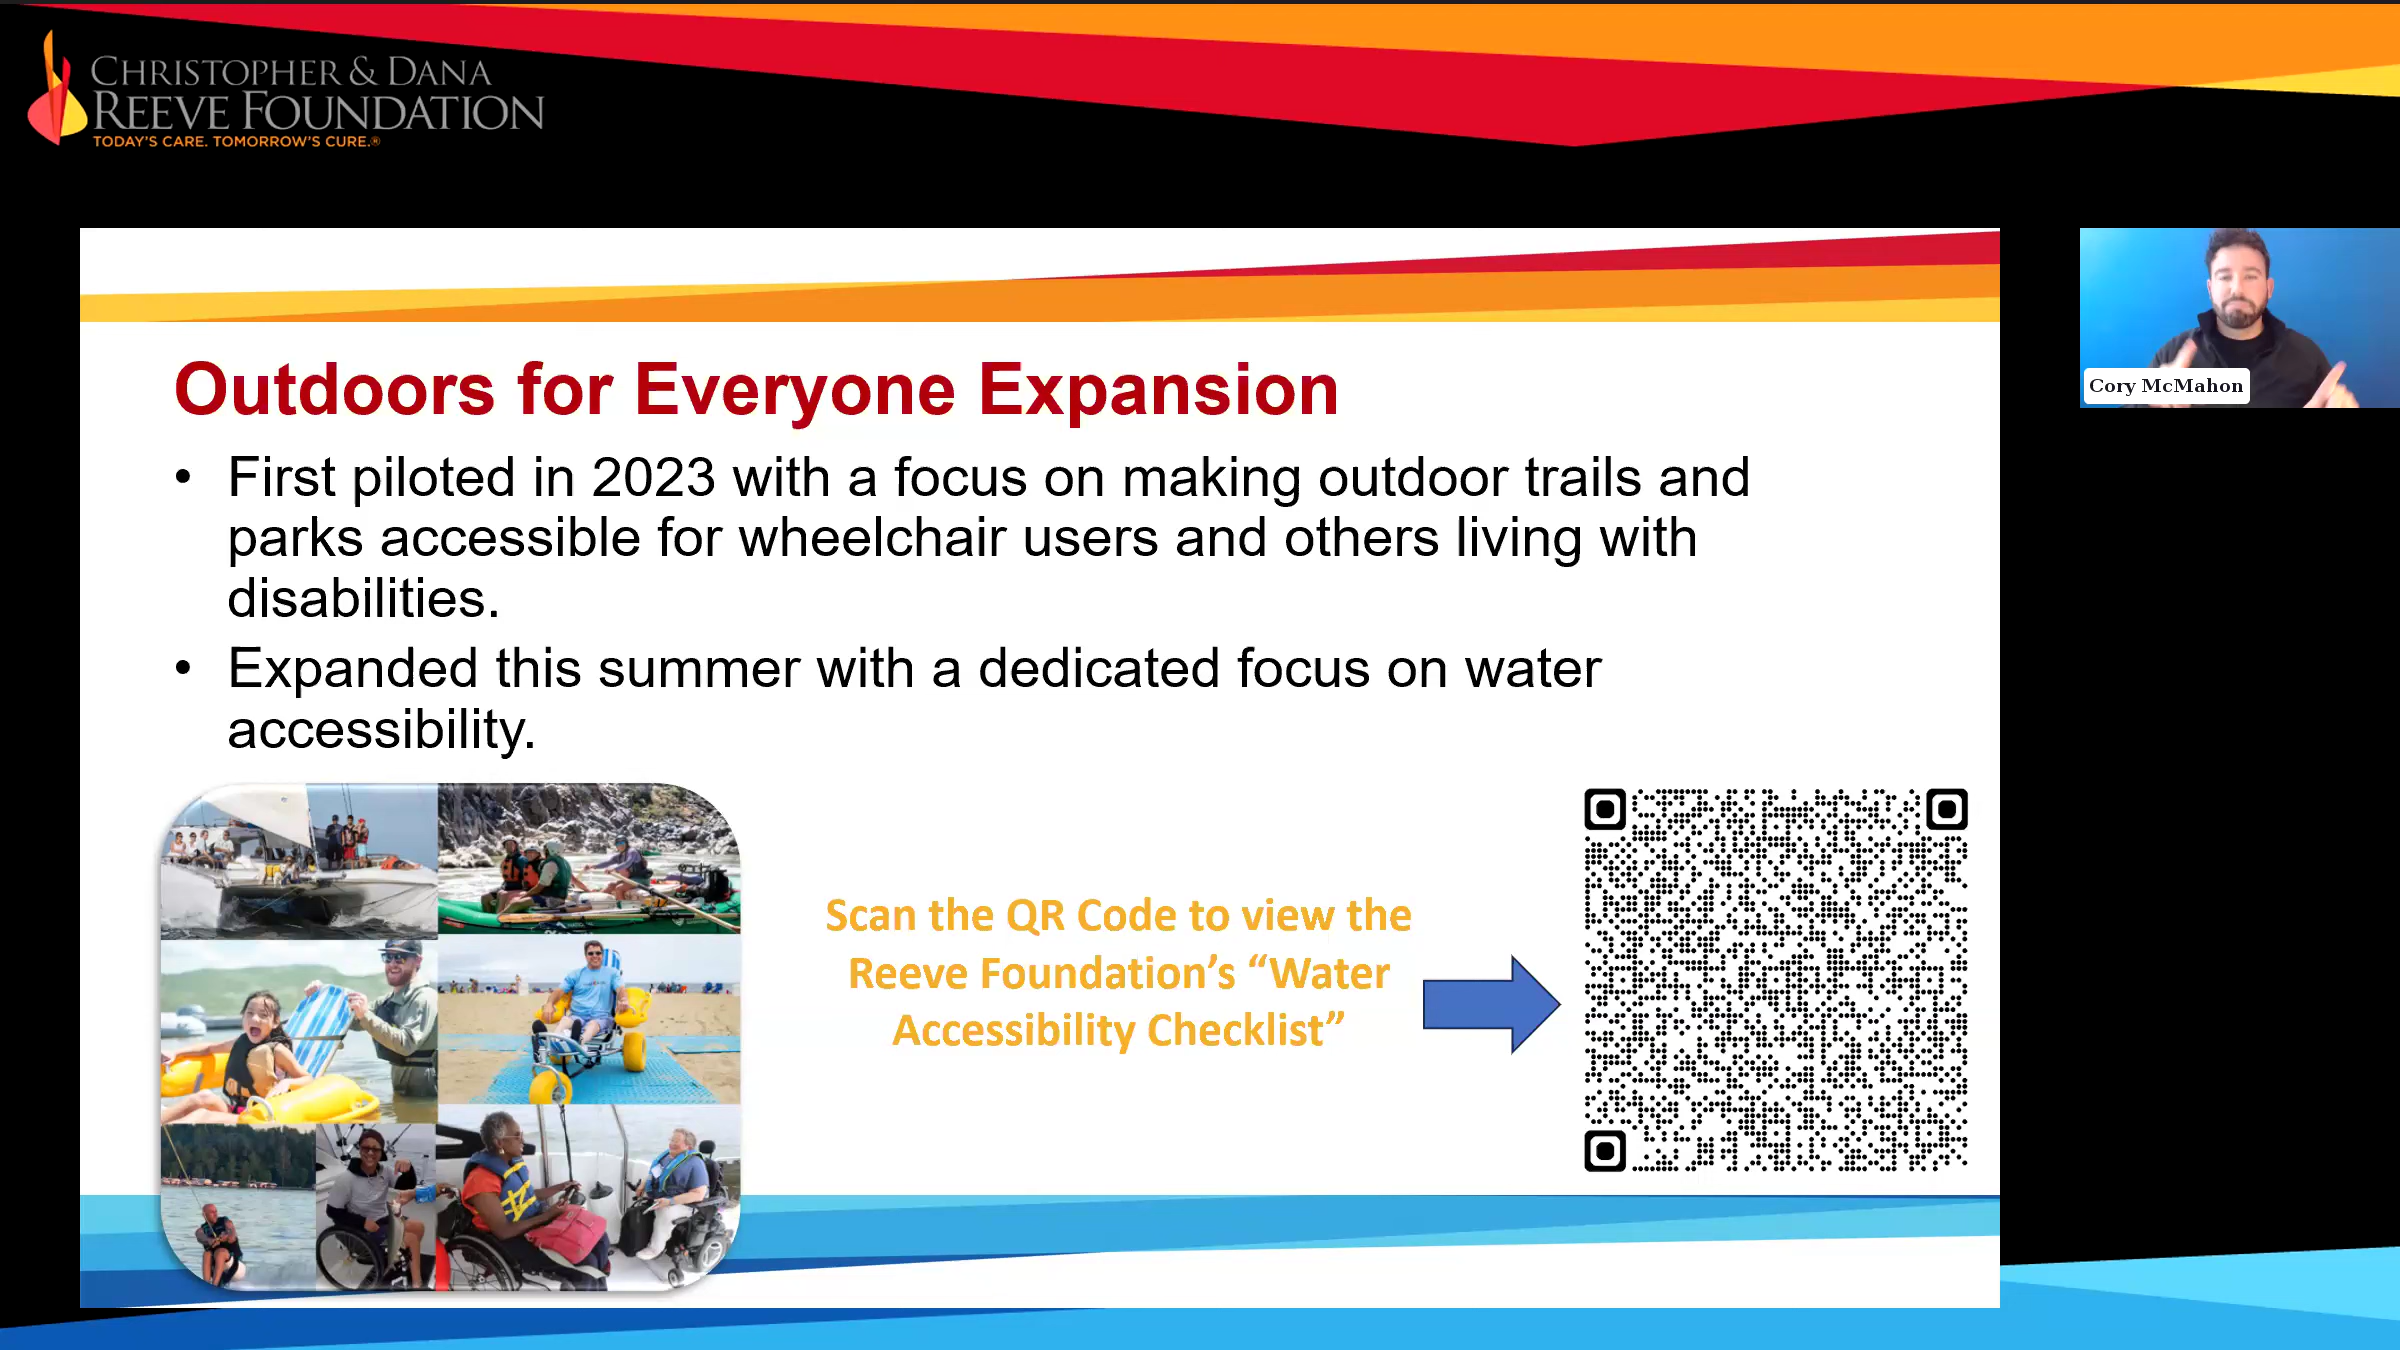 CHRISTOPHER & DANA
REEVE FOUNDATION
TODAY'S CARE. TOMORROW'S CURE.®
Cory McMahon
Outdoors for Everyone Expansion
• First piloted in 2023 with a focus on making outdoor trails and
parks accessible for wheelchair users and others living with
disabilities.
• Expanded this summer with a dedicated focus on water
accessibility.
Scan the QR Code to view the
Reeve Foundation’s “Water
Accessibility Checklist”